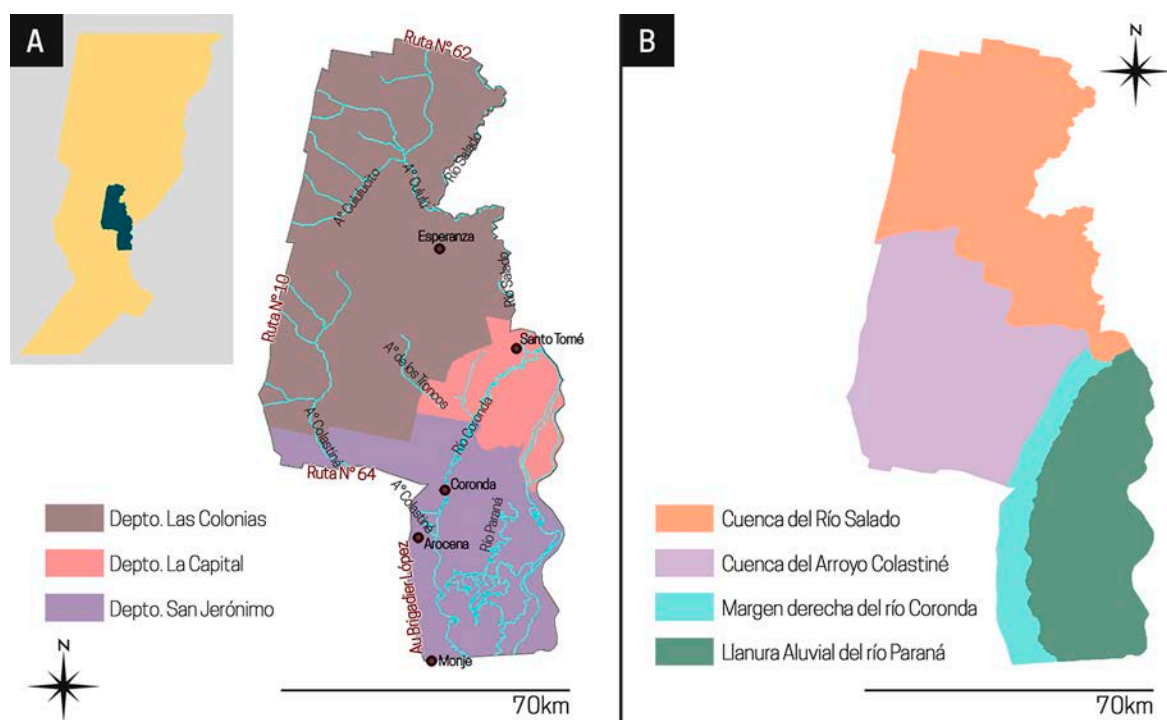 A
Ruta N° 62
Río Salado
A° Cululucito
A° Cululú
Esperanza
Río Salado
Ruta N° 10
Santo Tomé
A° de los Troncos
Río Coronda
A° Colastiné
Ruta N° 64
Coronda
A° Colastiné
Río Paraná
Arocena
Au Brigadier López
Monje
Depto. Las Colonias
Depto. La Capital
Depto. San Jerónimo
N
70km
B
N
Cuenca del Río Salado
Cuenca del Arroyo Colastiné
Margen derecha del río Coronda
Llanura Aluvial del río Paraná
70km